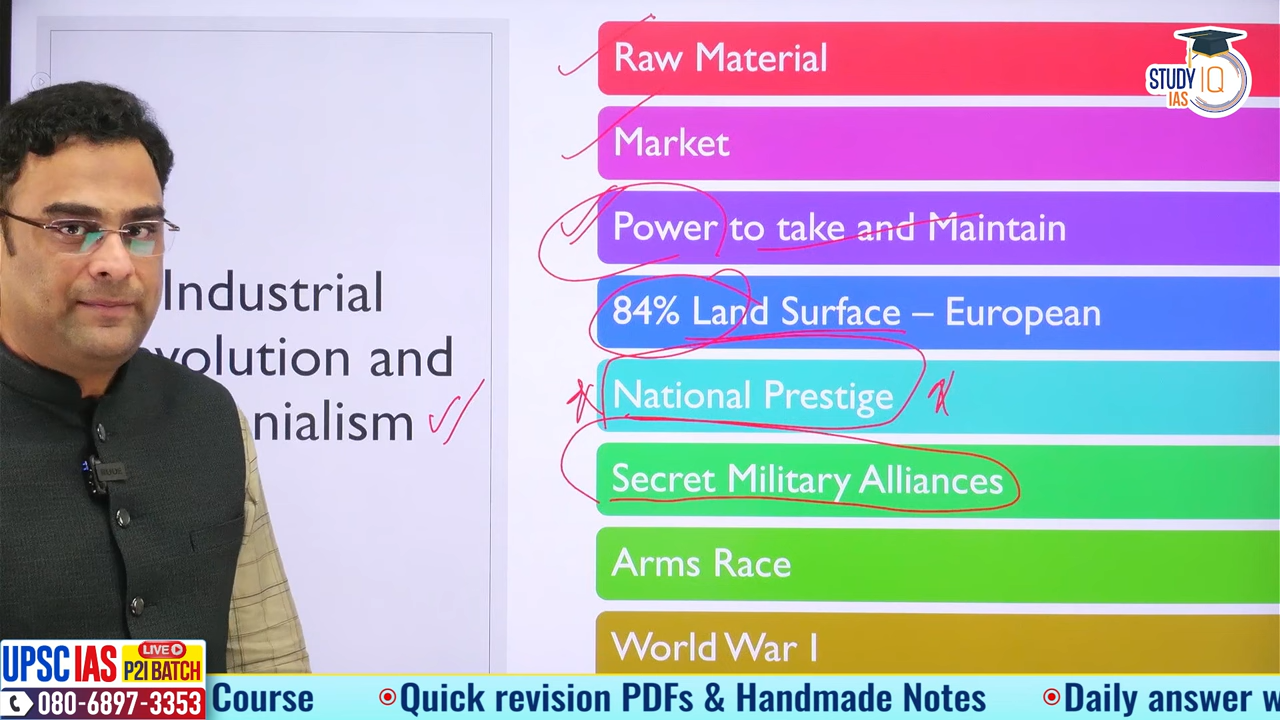 Industrial
volution and
nialism
Raw Material
Market
Power to take and Maintain
84% Land Surface – European
National Prestige
Secret Military Alliances
Arms Race
World War I
STUDY IQ
IAS
UPSC IAS LIVE
P2I BATCH
080-6897-3353
Course Quick revision PDFs & Handmade Notes Daily answer w